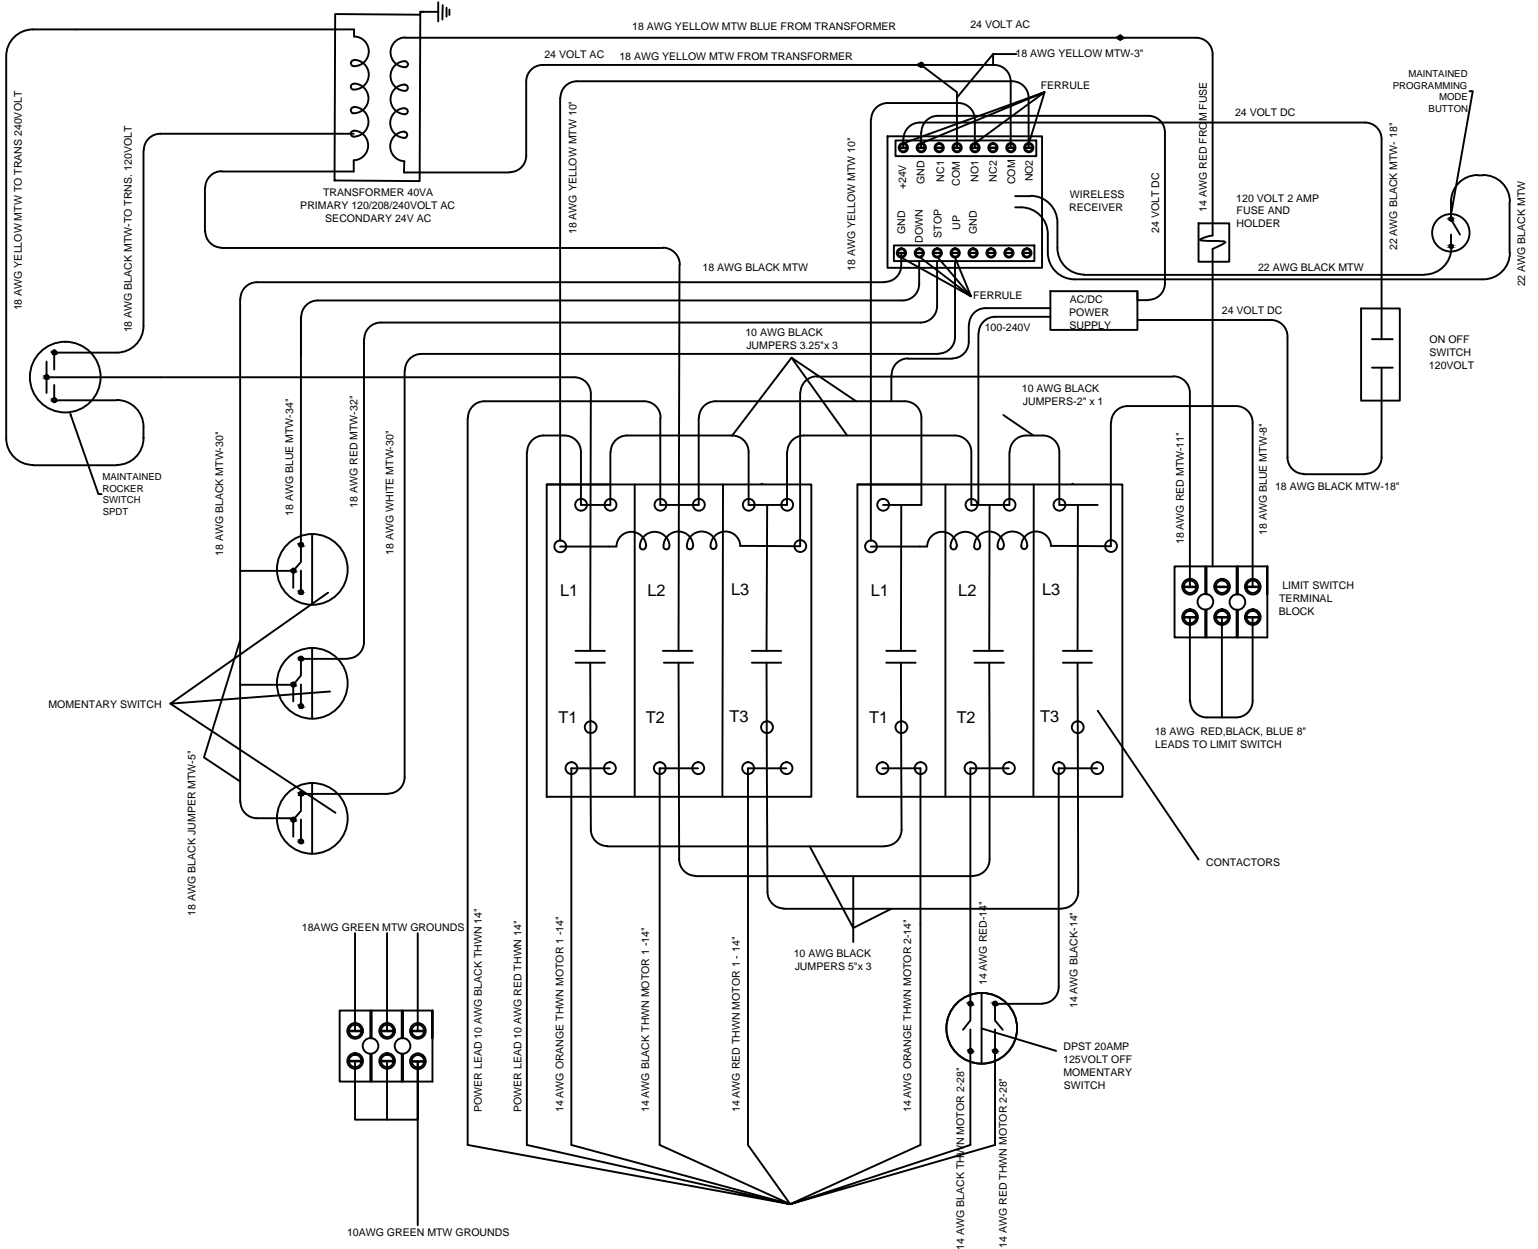 18 AWG YELLOW MTW BLUE FROM TRANSFORMER
24 VOLT AC
24 VOLT AC
18 AWG YELLOW MTW FROM TRANSFORMER
18 AWG YELLOW MTW-3"
MAINTAINED
PROGRAMMING
MODE
BUTTON
FERRULE
24 VOLT DC
18 AWG YELLOW MTW TO TRANS 240VOLT
18 AWG BLACK MTW-TO TRNS. 120VOLT
TRANSFORMER 40VA
PRIMARY 120/208/240VOLT AC
SECONDARY 24V AC
18 AWG YELLOW MTW 10"
18 AWG YELLOW MTW 10"
+24V
GND
NC1
COM
NO1
NC2
COM
NO2
GND
DOWN
STOP
UP
GND
WIRELESS
RECEIVER
24 VOLT DC
14 AWG RED FROM FUSE
120 VOLT 2 AMP
FUSE AND
HOLDER
22 AWG BLACK MTW- 18"
22 AWG BLACK MTW
22 AWG BLACK MTW
18 AWG BLACK MTW
FERRULE
AC/DC
POWER
SUPPLY
100-240V
24 VOLT DC
ON OFF
SWITCH
120VOLT
10 AWG BLACK
JUMPERS 3.25"x 3
10 AWG BLACK
JUMPERS-2" x 1
MAINTAINED
ROCKER
SWITCH
SPDT
18 AWG BLACK MTW-30"
18 AWG BLUE MTW-34"
18 AWG RED MTW-32"
18 AWG WHITE MTW-30"
18 AWG RED MTW-11"
18 AWG BLUE MTW-8"
18 AWG BLACK MTW-18"
L1
L2
L3
L1
L2
L3
LIMIT SWITCH
TERMINAL
BLOCK
T1
T2
T3
T1
T2
T3
MOMENTARY SWITCH
18 AWG BLACK JUMPER MTW-5"
18 AWG  RED,BLACK, BLUE 8"
LEADS TO LIMIT SWITCH
CONTACTORS
18AWG GREEN MTW GROUNDS
10 AWG BLACK
JUMPERS 5"x 3
POWER LEAD 10 AWG BLACK THWN 14"
POWER LEAD 10 AWG RED THWN 14"
14 AWG ORANGE THWN MOTOR 1 -14"
14 AWG BLACK THWN MOTOR 1 -14"
14 AWG RED THWN MOTOR 1 - 14"
14 AWG ORANGE THWN MOTOR 2-14"
14 AWG RED-14"
14 AWG BLACK-14"
DPST 20AMP
125VOLT OFF
MOMENTARY
SWITCH
14 AWG BLACK THWN MOTOR 2-28"
14 AWG RED THWN MOTOR 2-28"
10AWG GREEN MTW GROUNDS